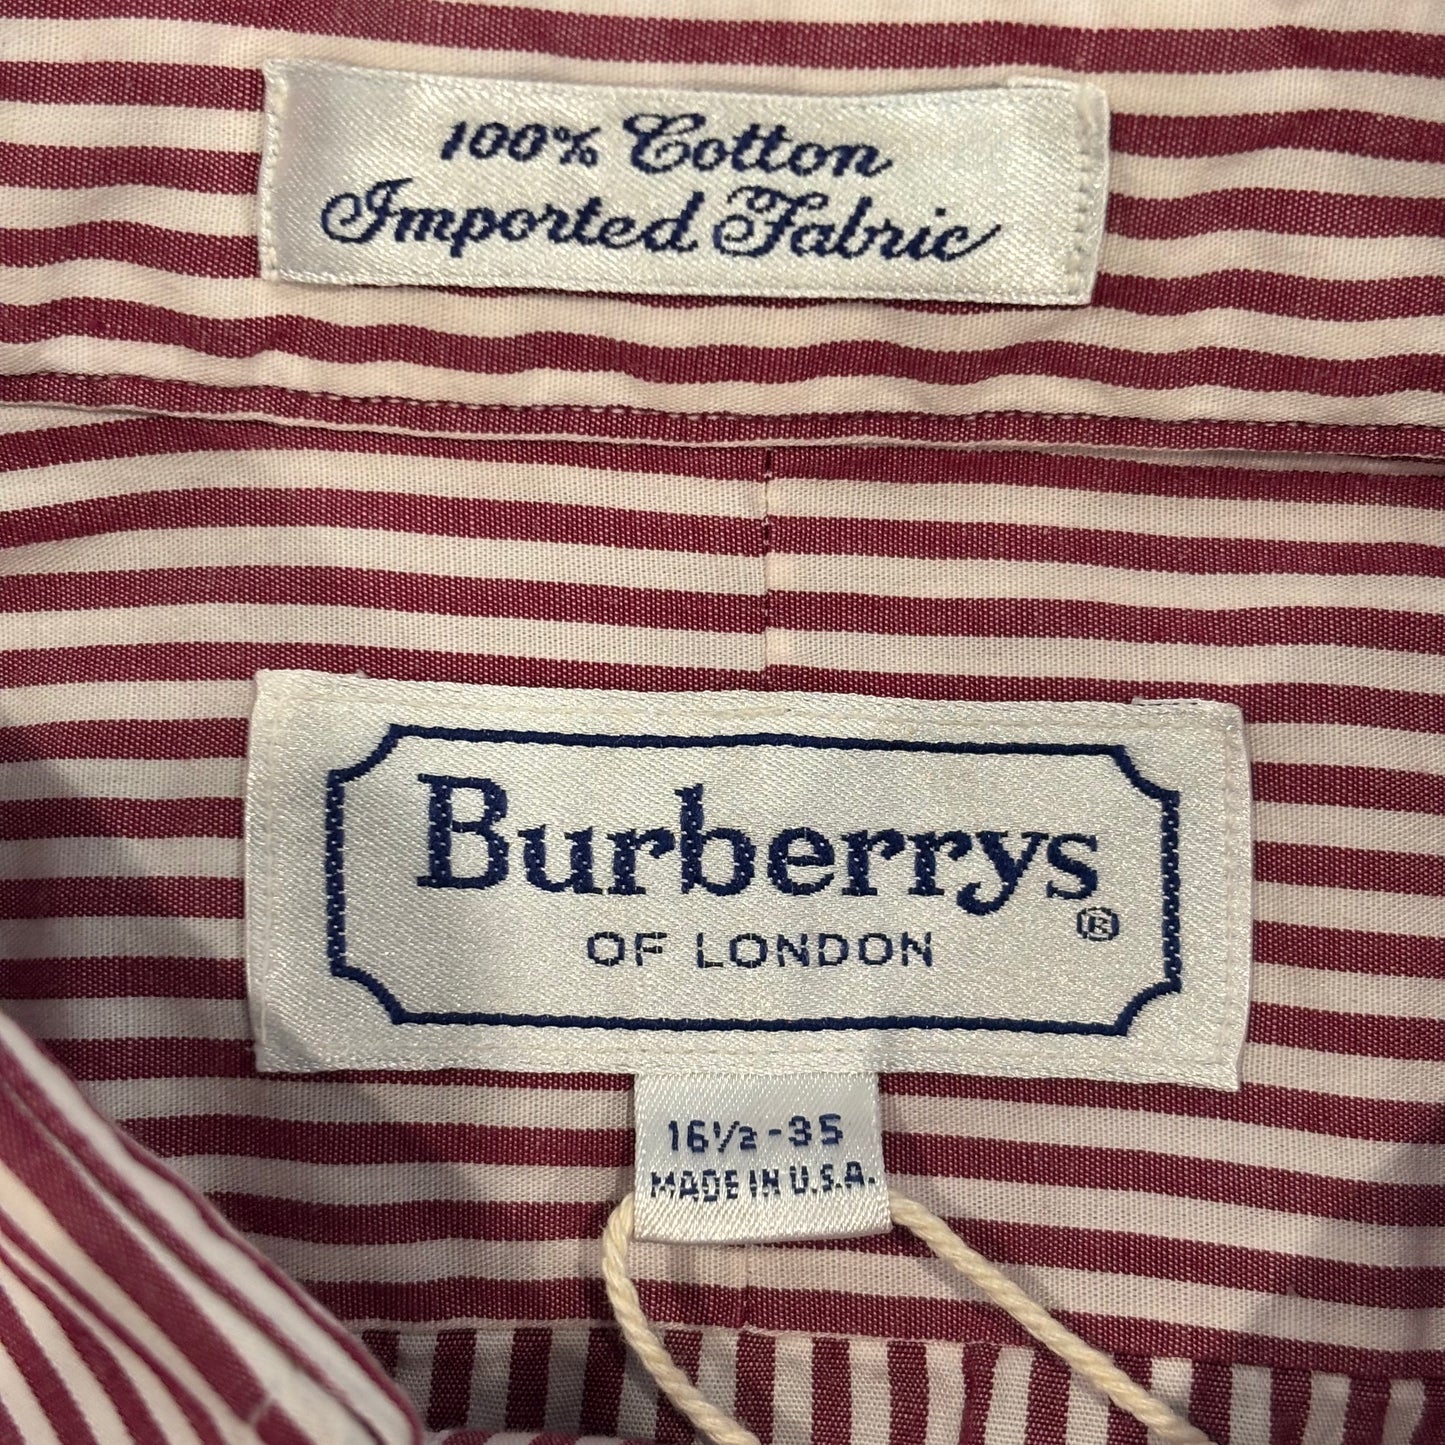 100% Cotton
Imported Fabric
Burberrys®
OF LONDON
16½-35
MADE IN U.S.A.